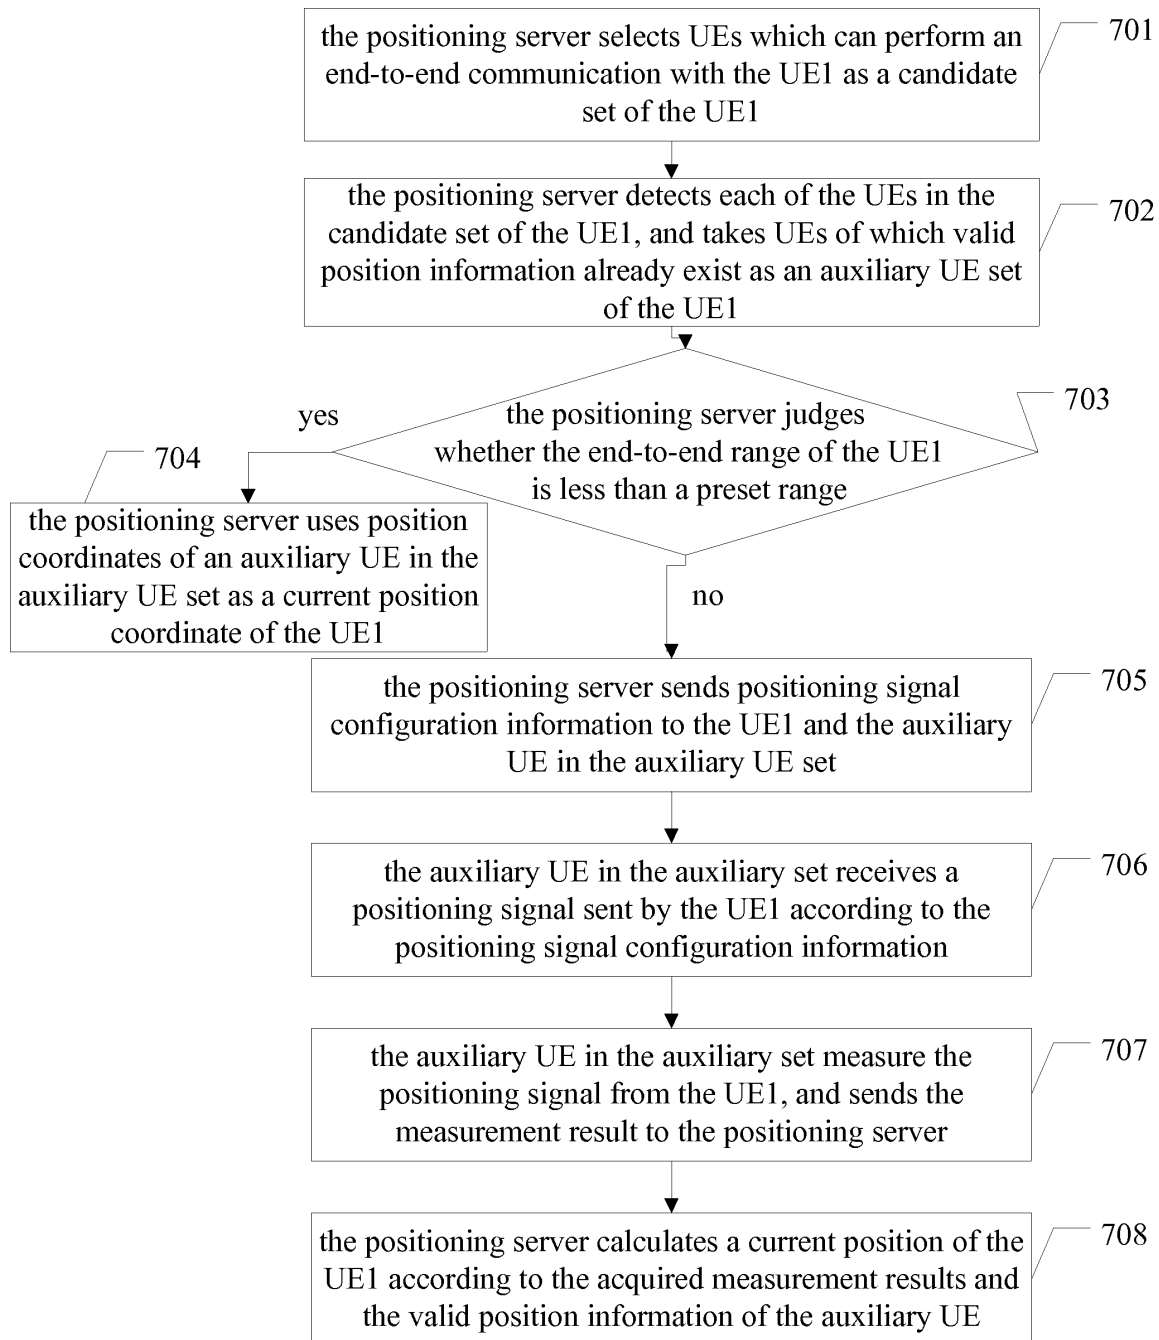 the positioning server selects UEs which can perform an
end-to-end communication with the UE1 as a candidate
set of the UE1
701
the positioning server detects each of the UEs in the
candidate set of the UE1, and takes UEs of which valid
position information already exist as an auxiliary UE set
of the UE1
702
the positioning server judges
whether the end-to-end range of the UE1
is less than a preset range
703
yes
704
the positioning server uses position
coordinates of an auxiliary UE in the
auxiliary UE set as a current position
coordinate of the UE1
no
the positioning server sends positioning signal
configuration information to the UE1 and the auxiliary
UE in the auxiliary UE set
705
the auxiliary UE in the auxiliary set receives a
positioning signal sent by the UE1 according to the
positioning signal configuration information
706
the auxiliary UE in the auxiliary set measure the
positioning signal from the UE1, and sends the
measurement result to the positioning server
707
the positioning server calculates a current position of the
UE1 according to the acquired measurement results and
the valid position information of the auxiliary UE
708